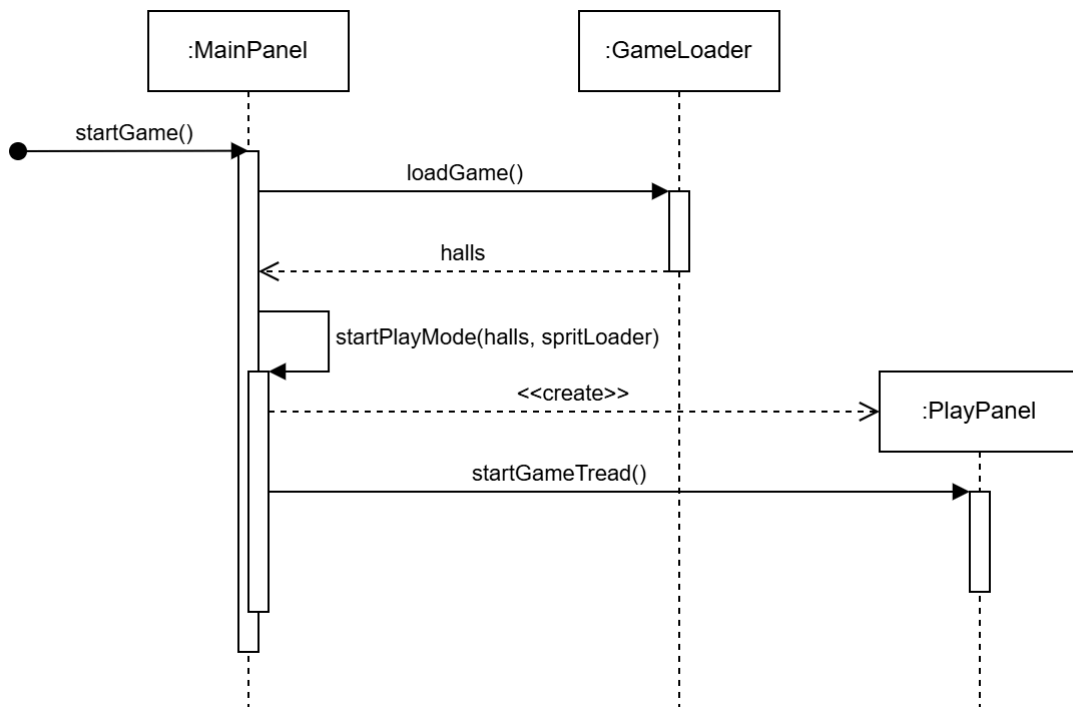 :MainPanel
:GameLoader
startGame()
loadGame()
halls
startPlayMode(halls, spritLoader)
<<create>>
:PlayPanel
startGameTread()